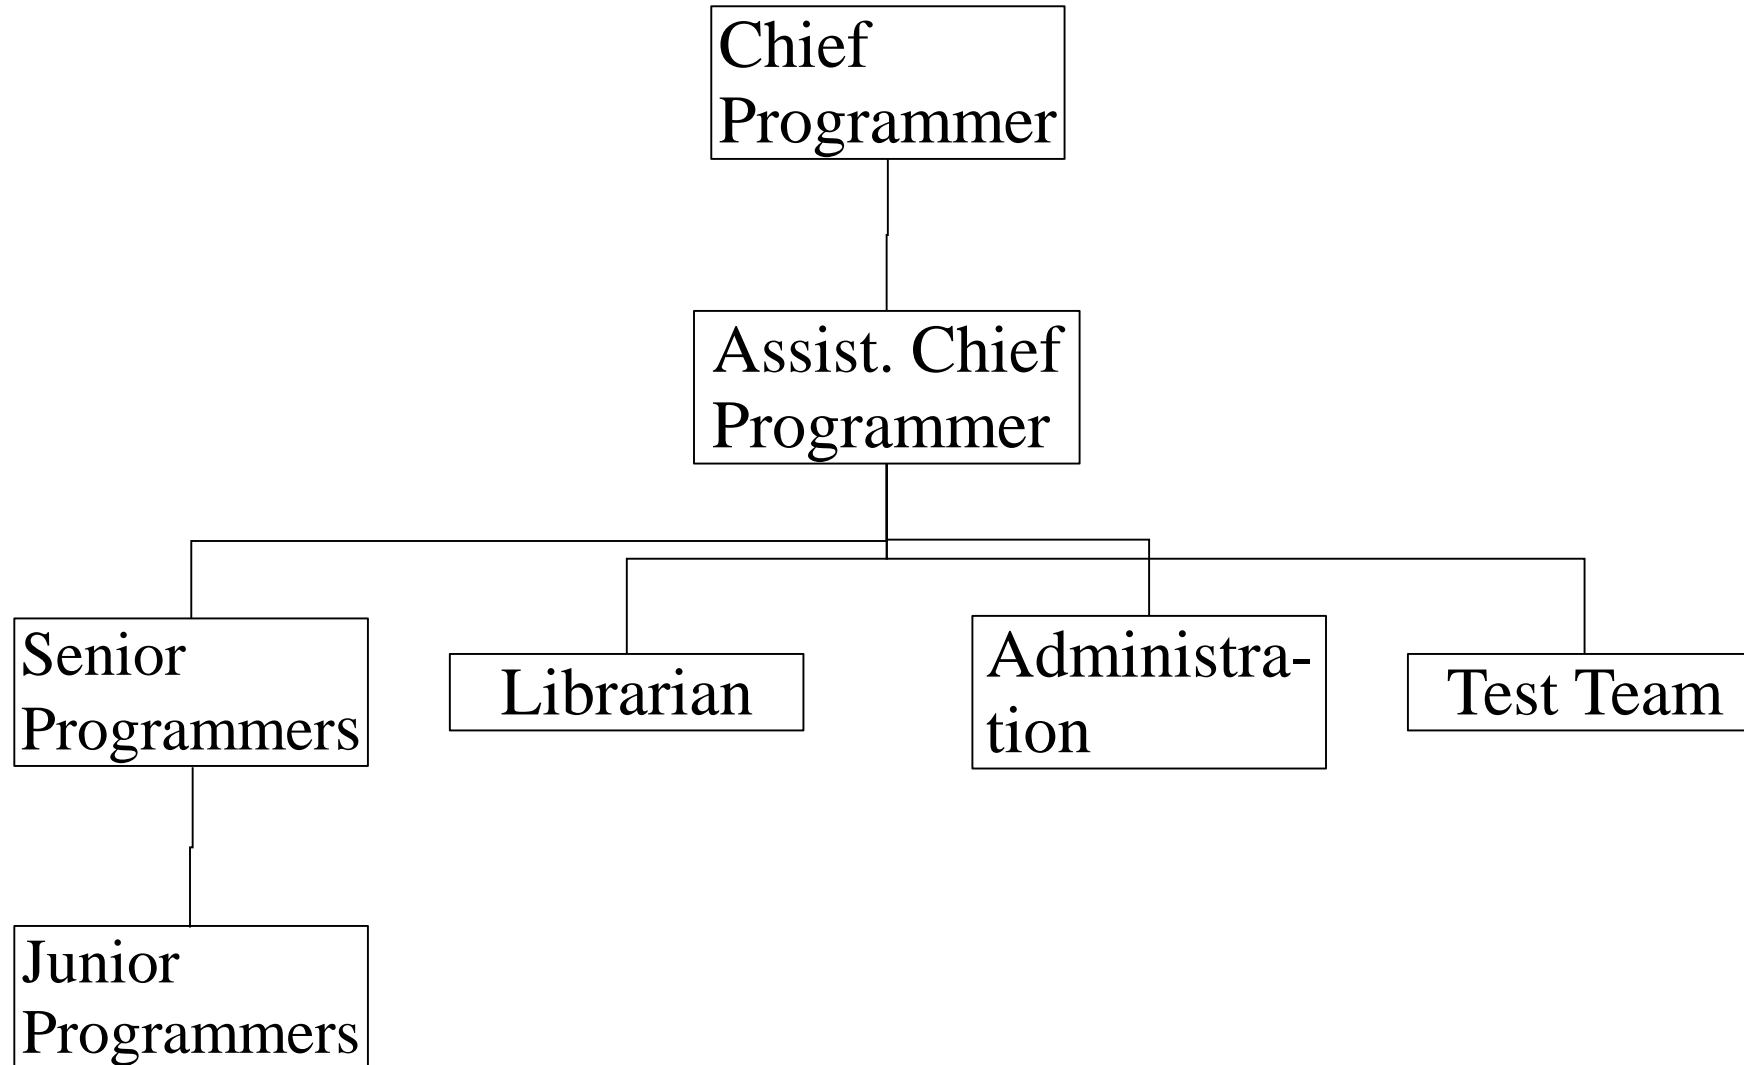 Chief
Programmer
Assist. Chief
Programmer
Senior
Programmers
Librarian
Administra-
tion
Test Team
Junior
Programmers